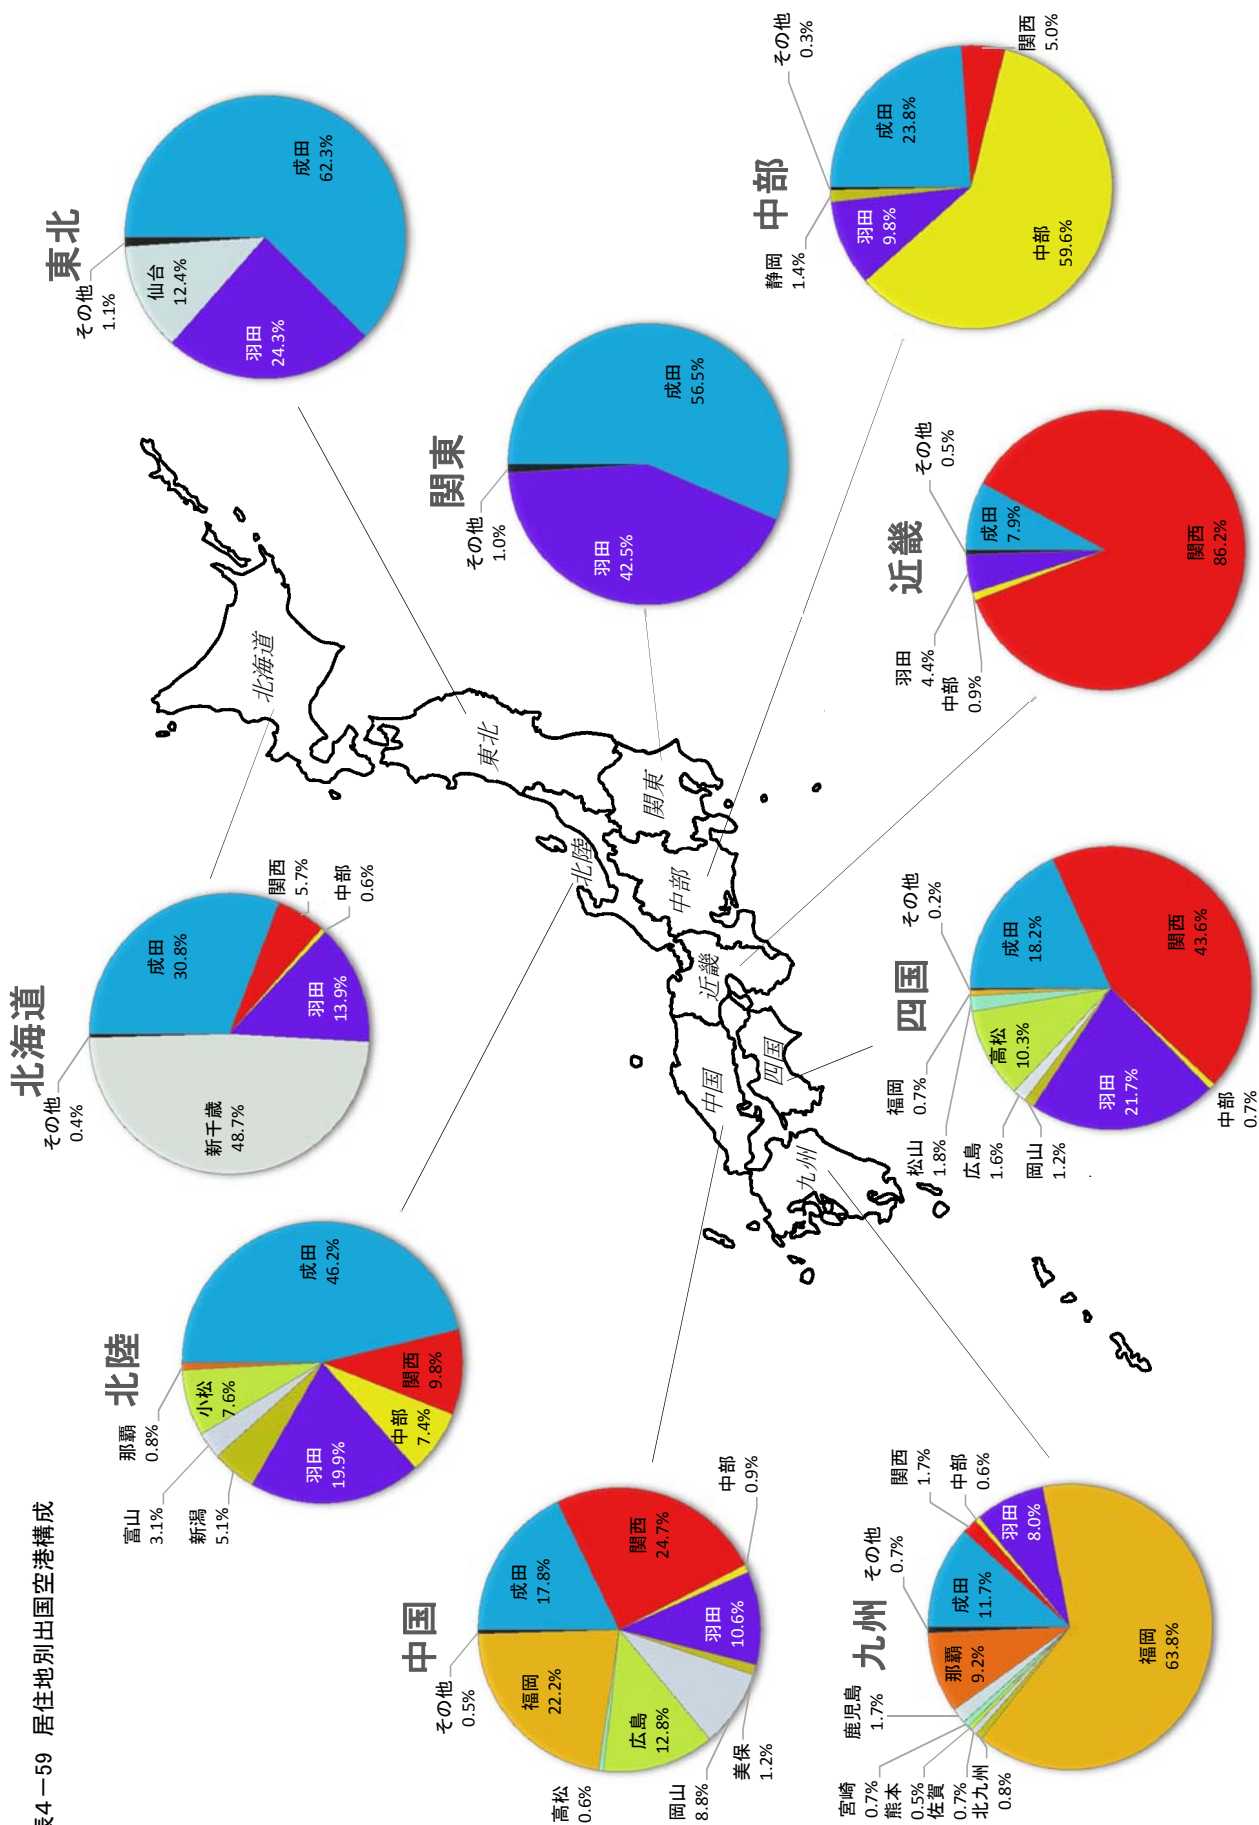 表4－59 居住地別出国空港構成
北陸
成田
46.2%
関西
9.8%
中部
7.4%
羽田
19.9%
新潟
5.1%
富山
3.1%
小松
7.6%
那覇
0.8%
北海道
成田
30.8%
関西
5.7%
中部
0.6%
羽田
13.9%
新千歳
48.7%
その他
0.4%
東北
成田
62.3%
羽田
24.3%
仙台
12.4%
その他
1.1%
中国
成田
17.8%
関西
24.7%
中部
0.9%
羽田
10.6%
美保
1.2%
岡山
8.8%
広島
12.8%
高松
0.6%
福岡
22.2%
その他
0.5%
関東
成田
56.5%
羽田
42.5%
その他
1.0%
北海道
東北
北陸
関東
中部
近畿
中国
四国
九州
九州
成田
11.7%
関西
1.7%
中部
0.6%
羽田
8.0%
福岡
63.8%
北九州
0.8%
佐賀
0.7%
熊本
0.5%
宮崎
0.7%
鹿児島
1.7%
那覇
9.2%
その他
0.7%
四国
成田
18.2%
関西
43.6%
中部
0.7%
羽田
21.7%
岡山
1.2%
広島
1.6%
高松
10.3%
松山
1.8%
福岡
0.7%
その他
0.2%
近畿
成田
7.9%
関西
86.2%
中部
0.9%
羽田
4.4%
その他
0.5%
中部
成田
23.8%
関西
5.0%
中部
59.6%
羽田
9.8%
静岡
1.4%
その他
0.3%